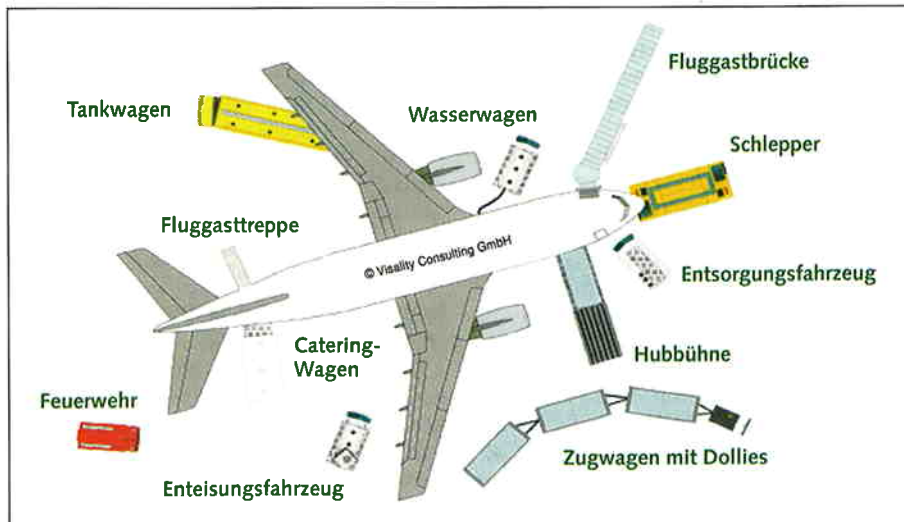 Fluggastbrücke
Tankwagen
Wasserwagen
Schlepper
Fluggasttreppe
© Visality Consulting GmbH
Entsorgungsfahrzeug
Catering-
Wagen
Hubbühne
Feuerwehr
Zugwagen mit Dollies
Enteisungsfahrzeug